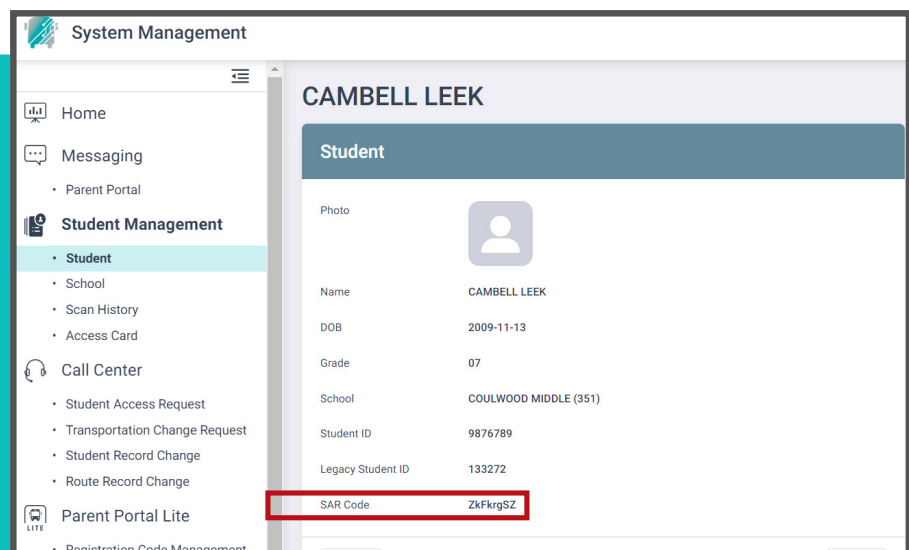 System Management
Home
Messaging
• Parent Portal
Student Management
• Student
• School
• Scan History
• Access Card
Call Center
• Student Access Request
• Transportation Change Request
• Student Record Change
• Route Record Change
LITE
Parent Portal Lite
• Registration Code Management
CAMBELL LEEK
Student
Photo
Name CAMBELL LEEK
DOB 2009-11-13
Grade 07
School COULWOOD MIDDLE (351)
Student ID 9876789
Legacy Student ID 133272
SAR Code ZkFkrgSZ